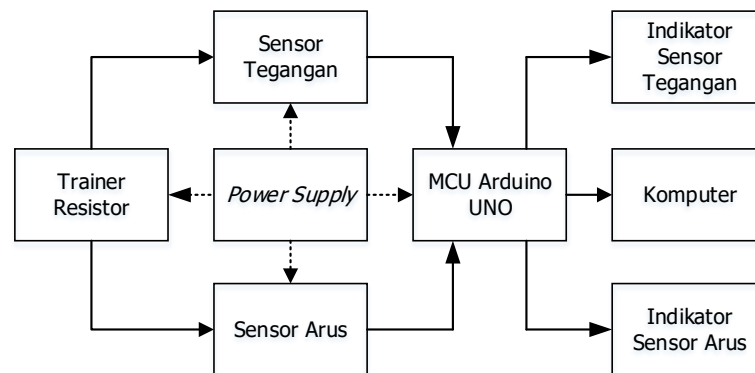 Sensor
Tegangan
Indikator
Sensor
Tegangan
Trainer
Resistor
Power Supply
MCU Arduino
UNO
Komputer
Sensor Arus
Indikator
Sensor Arus